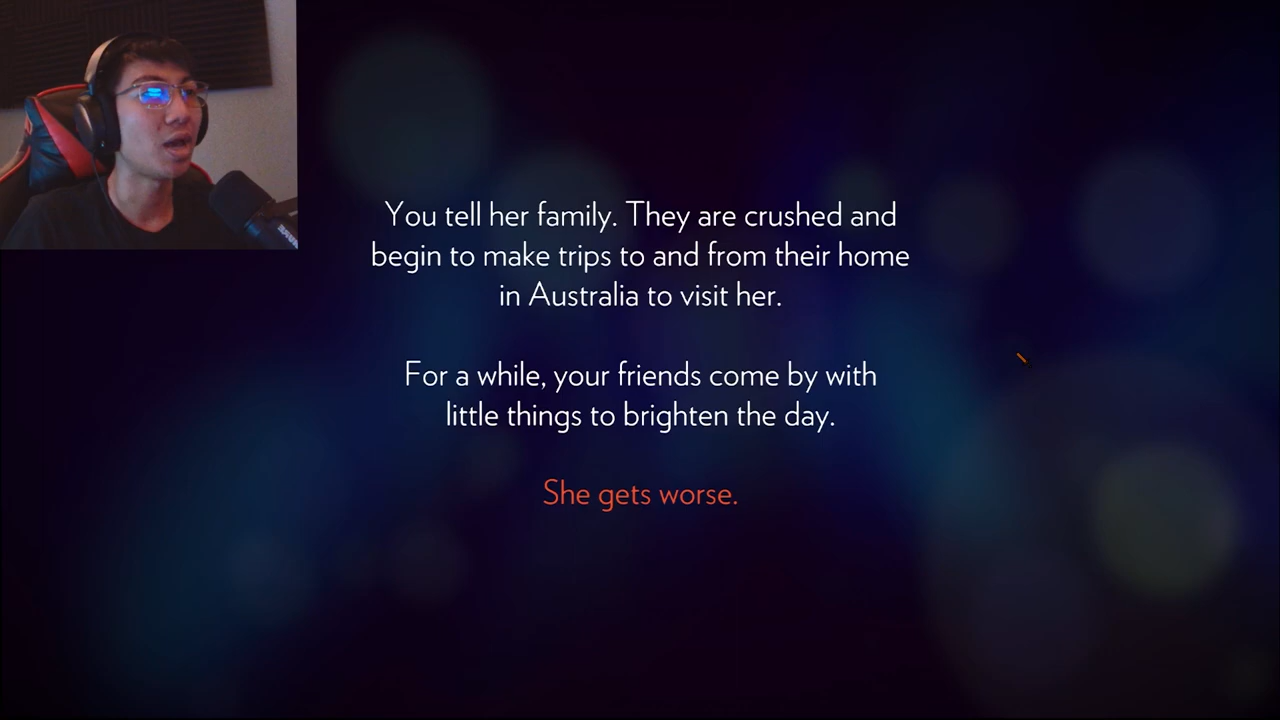 You tell her family. They are crushed and
begin to make trips to and from their home
in Australia to visit her.
For a while, your friends come by with
little things to brighten the day.
She gets worse.